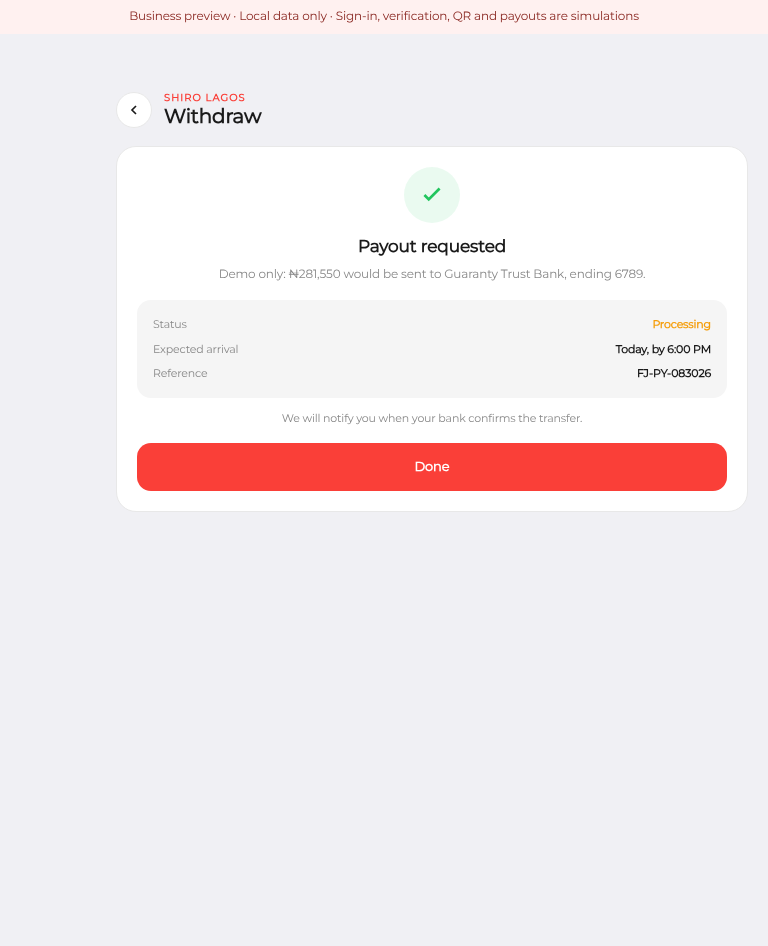 Business preview · Local data only · Sign-in, verification, QR and payouts are simulations
SHIRO LAGOS
Withdraw
Payout requested
Demo only: ₦281,550 would be sent to Guaranty Trust Bank, ending 6789.
Status Processing
Expected arrival Today, by 6:00 PM
Reference FJ-PY-083026
We will notify you when your bank confirms the transfer.
Done